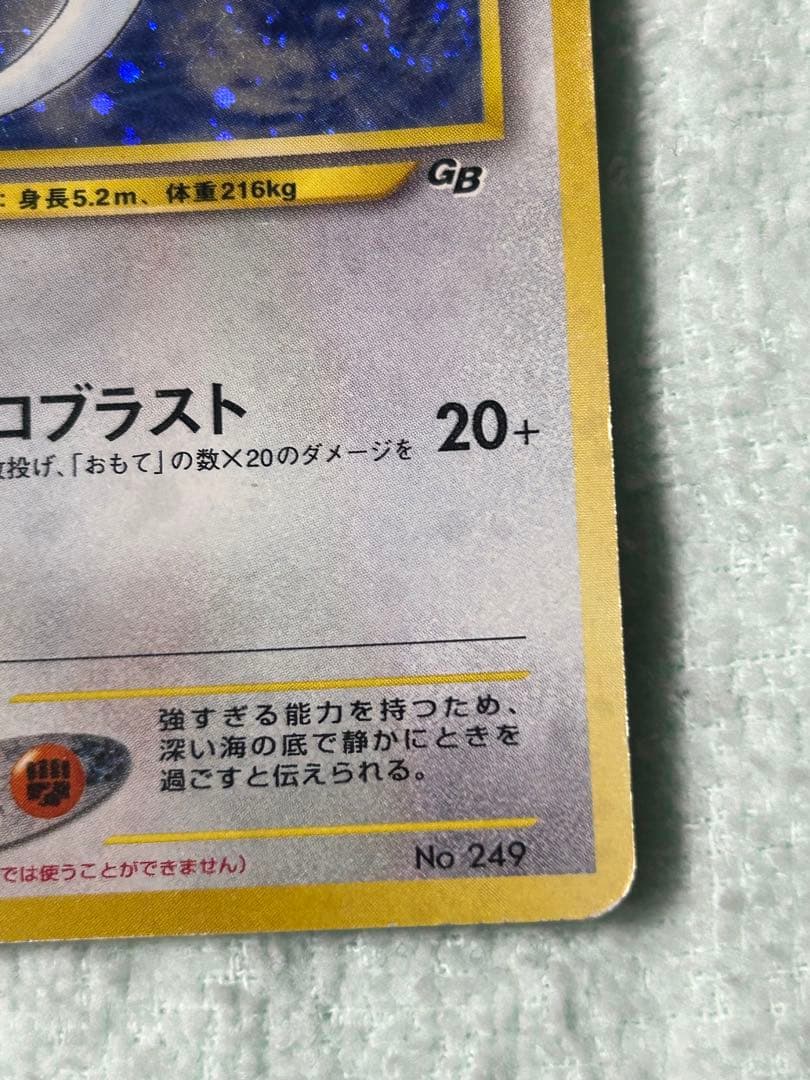 GB
: 身長5.2m、体重216kg
コブラスト 20+
投げ、「おもて」の数×20のダメージを
強すぎる能力を持つため、
深い海の底で静かにときを
過ごすと伝えられる。
では使うことができません)
No 249